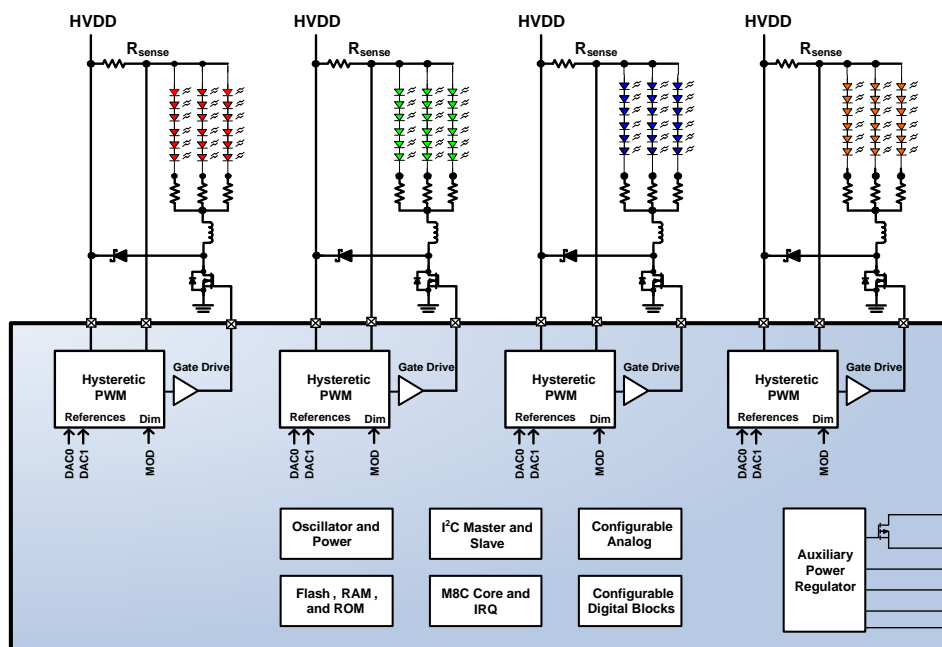 HVDD
HVDD
HVDD
HVDD
Rsense
Rsense
Rsense
Rsense
Hysteretic
PWM
References
Dim
Gate Drive
DAC0
DAC1
MOD
Hysteretic
PWM
References
Dim
Gate Drive
DAC0
DAC1
MOD
Hysteretic
PWM
References
Dim
Gate Drive
DAC0
DAC1
MOD
Hysteretic
PWM
References
Dim
Gate Drive
DAC0
DAC1
MOD
Oscillator and
Power
I²C Master and
Slave
Configurable
Analog
Auxiliary
Power
Regulator
Flash , RAM ,
and ROM
M8C Core and
IRQ
Configurable
Digital Blocks